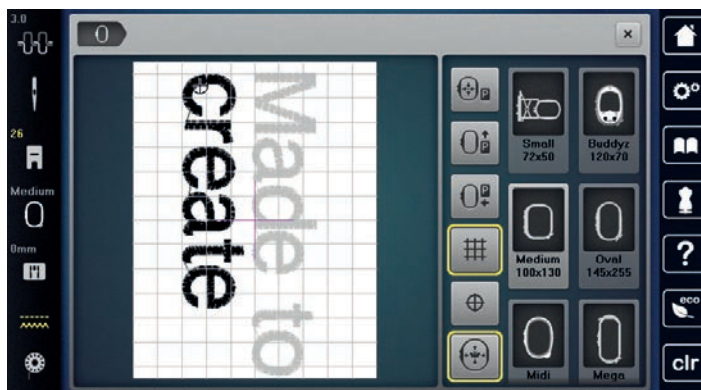 3.0
26
Medium
0mm
Made to
create
P
P
P
Small
72x50
Buddyz
120x70
Medium
100x130
Oval
145x255
Midi
Mega
?
eco
clr